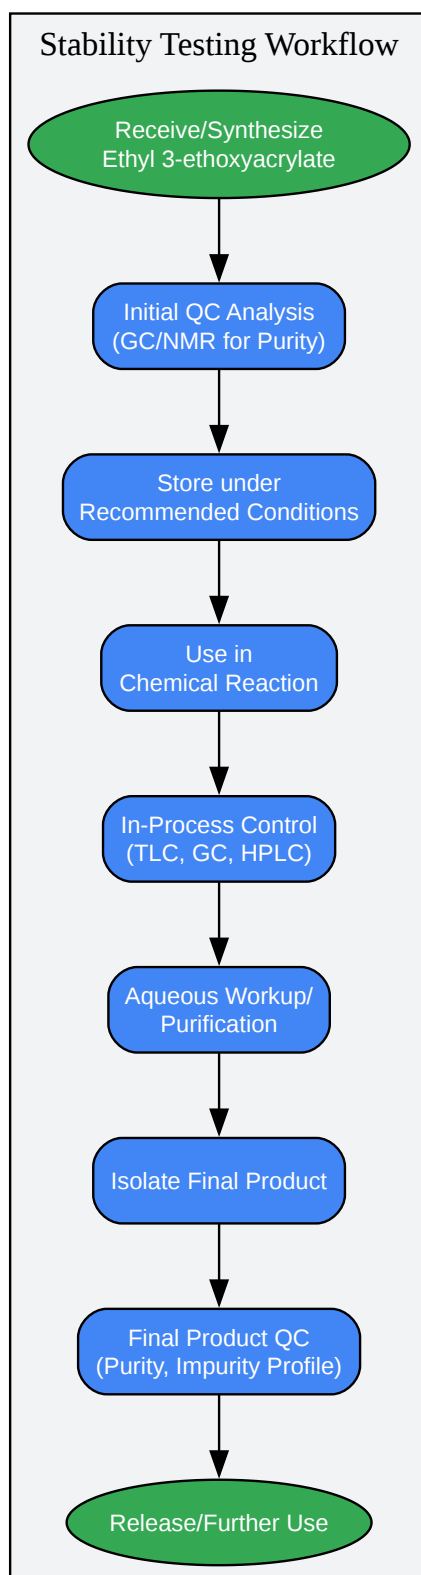 Stability Testing Workflow
Receive/Synthesize
Ethyl 3-ethoxyacrylate
Initial QC Analysis
(GC/NMR for Purity)
Store under
Recommended Conditions
Use in
Chemical Reaction
In-Process Control
(TLC, GC, HPLC)
Aqueous Workup/
Purification
Isolate Final Product
Final Product QC
(Purity, Impurity Profile)
Release/Further Use